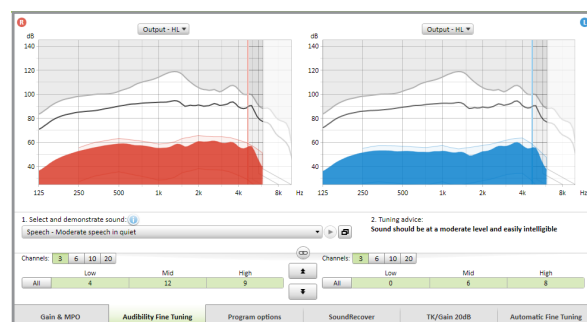 R
L
Output - HL
Output - HL
dB
dB
140
120
100
80
60
40
125 250 500 1k 2k 4k 8k Hz
140
120
100
80
60
40
125 250 500 1k 2k 4k 8k Hz
1. Select and demonstrate sound:
2. Tuning advice:
Speech - Moderate speech in quiet
Sound should be at a moderate level and easily intelligible
Channels: 3 6 10 20
Channels: 3 6 10 20
Low Mid High
Low Mid High
All 4 12 9
All 0 6 8
Gain & MPO Audibility Fine Tuning Program options SoundRecover TK/Gain 20dB Automatic Fine Tuning